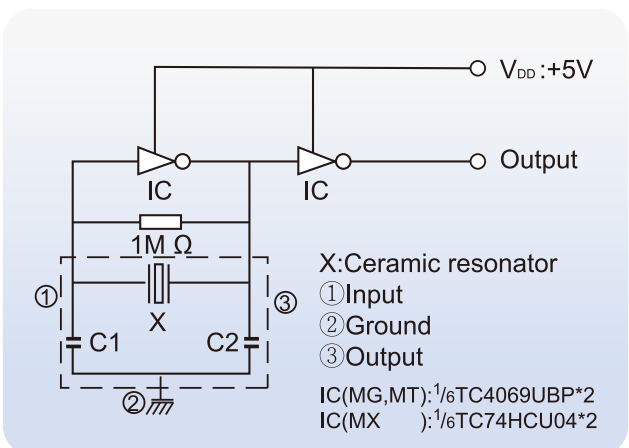 V_DD:+5V
Output
IC
IC
1M Ω
X
C1
C2
①
②
③
X:Ceramic resonator
①Input
②Ground
③Output
IC(MG,MT):1/6TC4069UBP*2
IC(MX ):1/6TC74HCU04*2